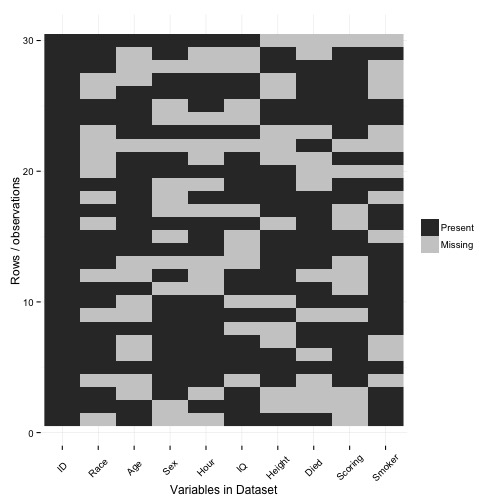 30
20
10
0
Rows / observations
ID
Race
Age
Sex
Hour
IQ
Height
Died
Scoring
Smoker
Variables in Dataset
Present
Missing